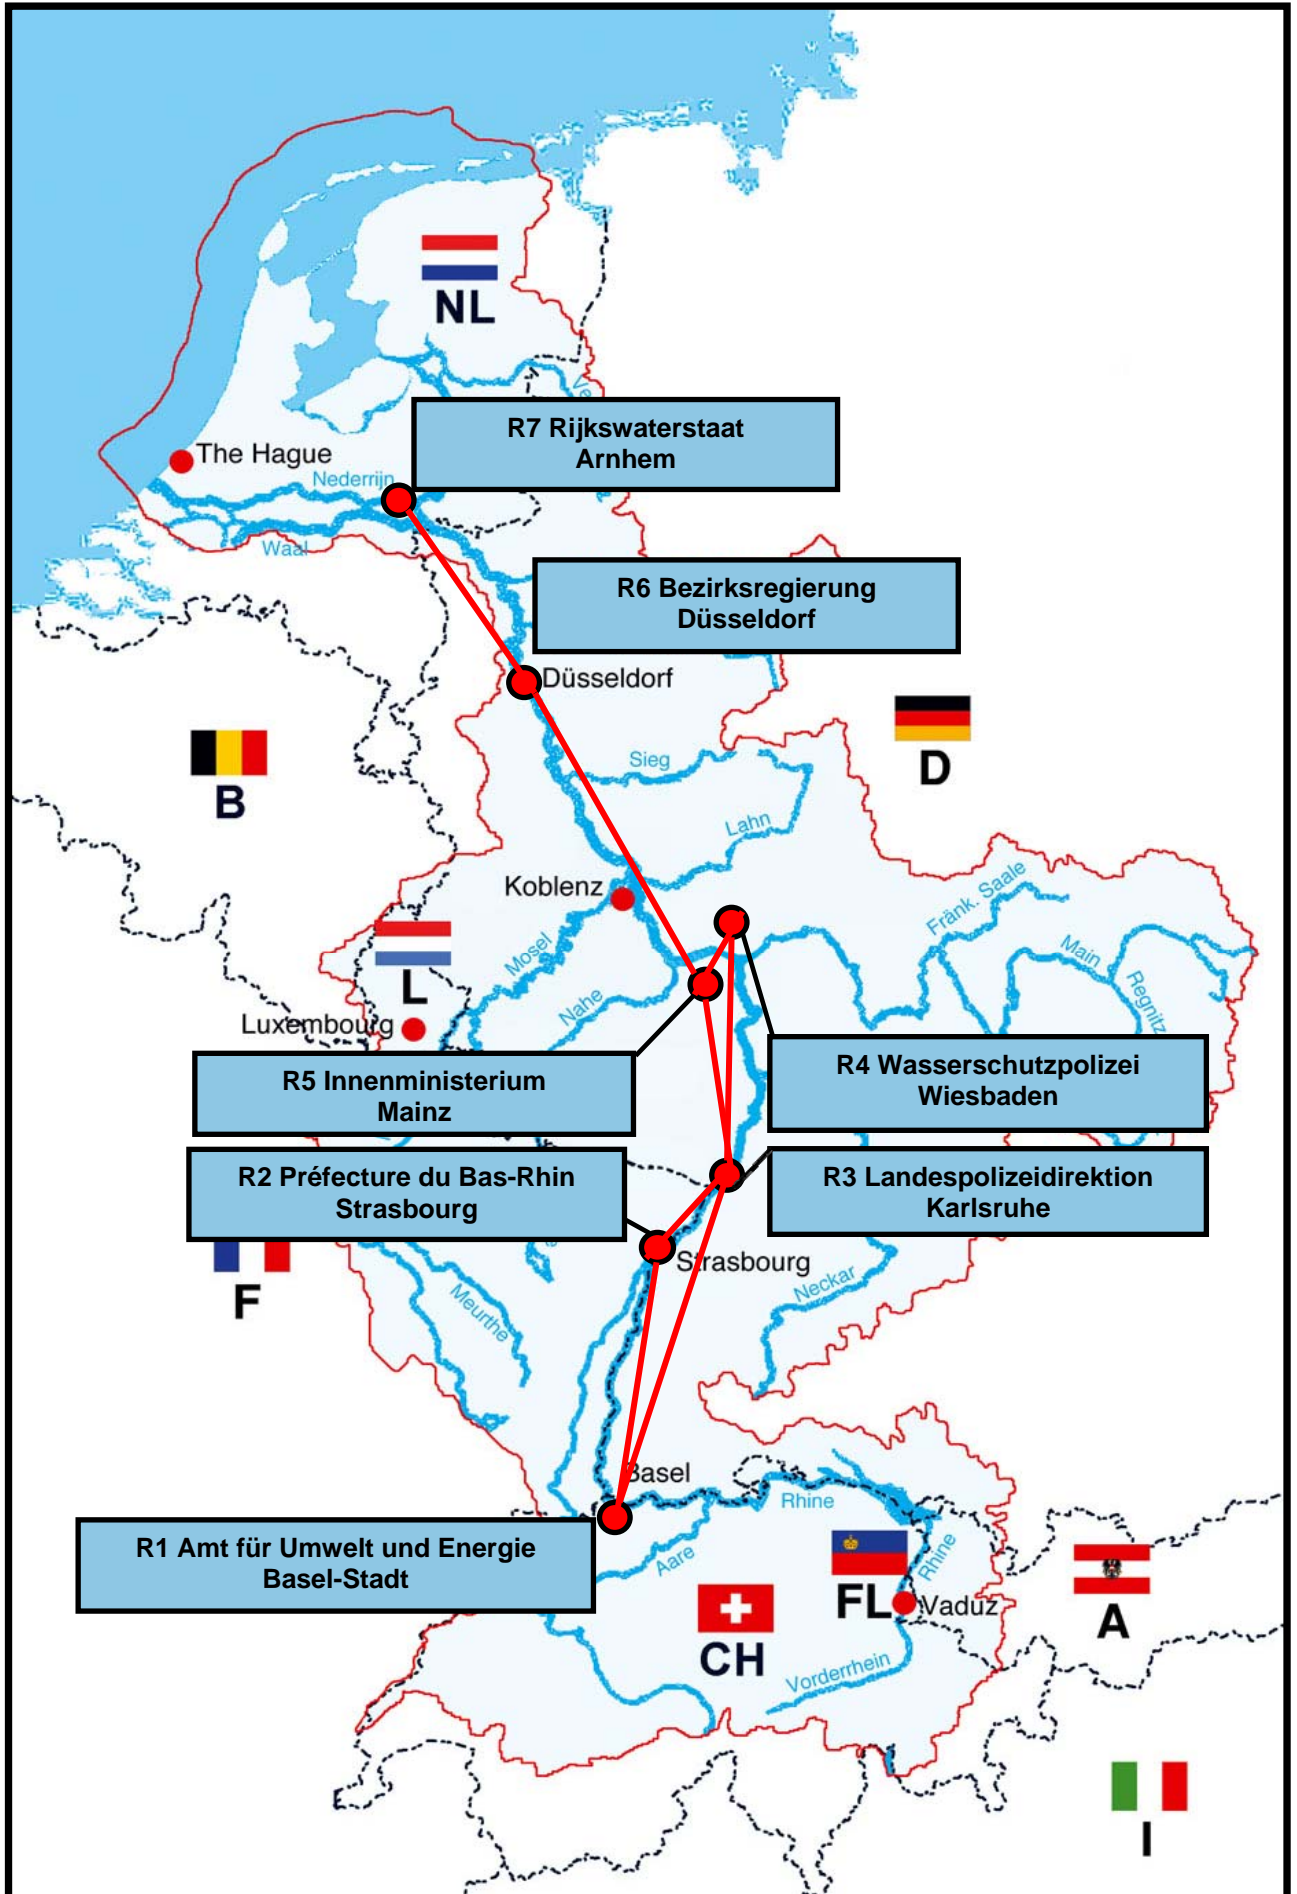 NL
Ve
R7 Rijkswaterstaat
Arnhem
The Hague
Nederrijn
Waal
R6 Bezirksregierung
Düsseldorf
Düsseldorf
B
D
Sieg
Lahn
Koblenz
Fränk. Saale
Mosel
Main
L
Nahe
Regnitz
Luxembourg
R5 Innenministerium
Mainz
R4 Wasserschutzpolizei
Wiesbaden
R2 Préfecture du Bas-Rhin
Strasbourg
R3 Landespolizeidirektion
Karlsruhe
Strasbourg
F
Meurthe
Neckar
Basel
Rhine
R1 Amt für Umwelt und Energie
Basel-Stadt
Aare
Rhine
FL
Vaduz
A
CH
Vorderrhein
I